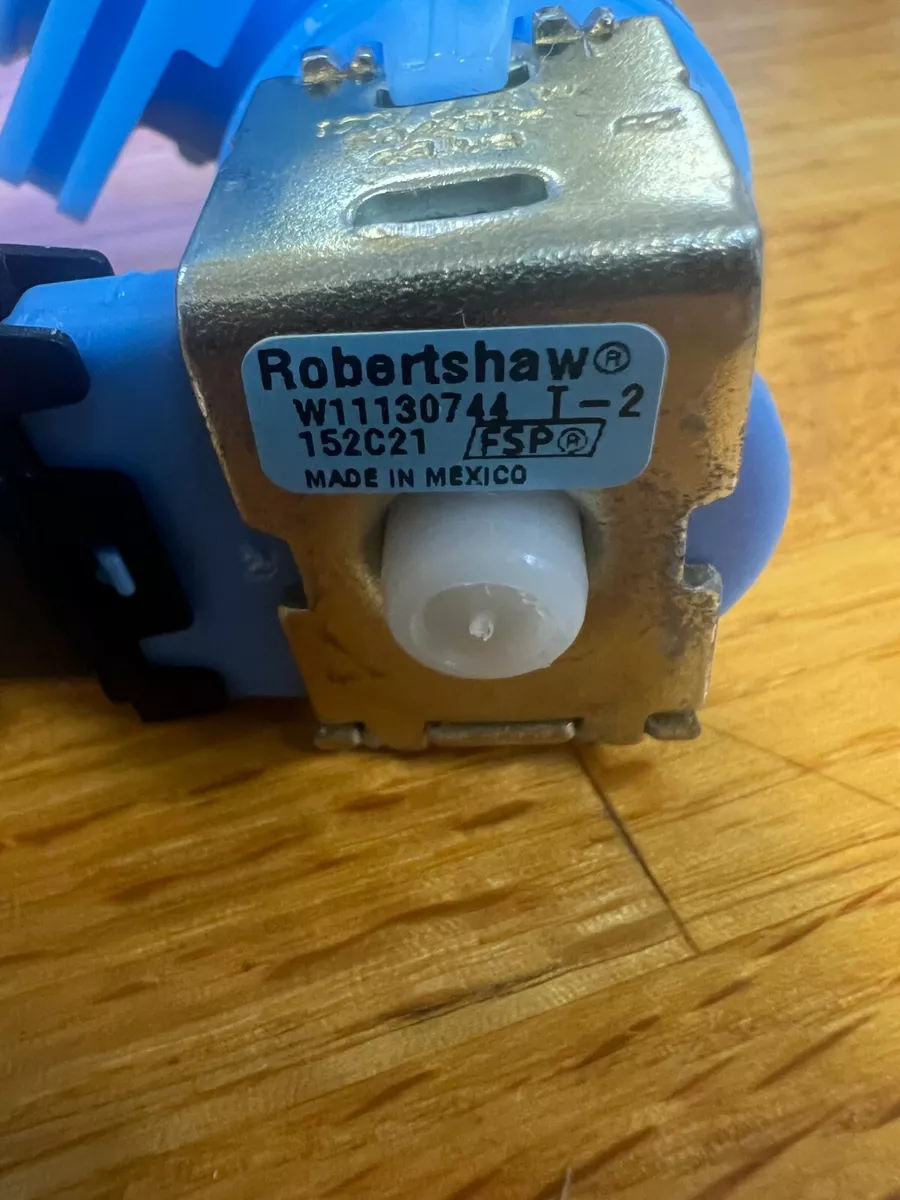 Robertshaw®
W11130744 T-2
152C21 FSP®
MADE IN MEXICO